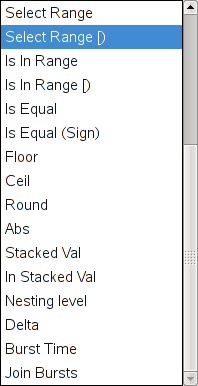 Select Range
Select Range [)
Is In Range
Is In Range [)
Is Equal
Is Equal (Sign)
Floor
Ceil
Round
Abs
Stacked Val
In Stacked Val
Nesting level
Delta
Burst Time
Join Bursts